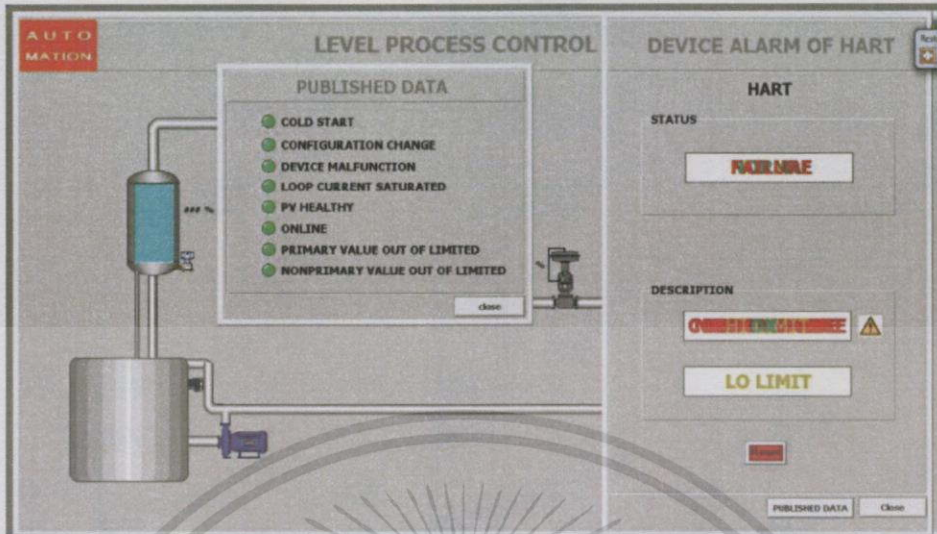 AUTO
MATION
LEVEL PROCESS CONTROL
PUBLISHED DATA
COLD START
CONFIGURATION CHANGE
DEVICE MALFUNCTION
LOOP CURRENT SATURATED
PV HEALTHY
ONLINE
PRIMARY VALUE OUT OF LIMITED
NONPRIMARY VALUE OUT OF LIMITED
close
DEVICE ALARM OF HART
HART
STATUS
DESCRIPTION
LO LIMIT
PUBLISHED DATA
Close